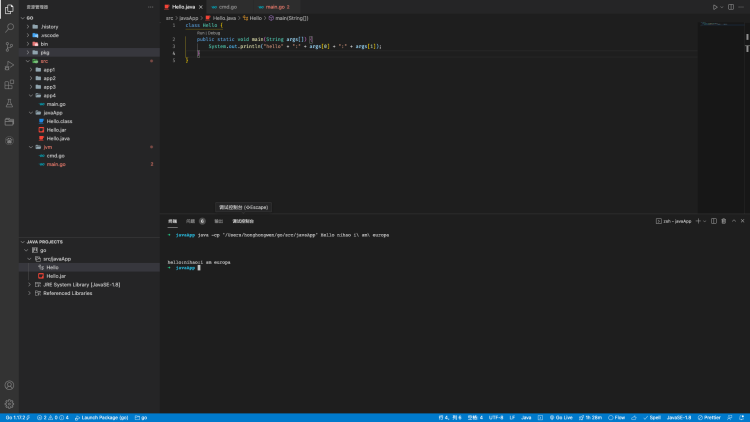 资源管理器
GO
.history
.vscode
bin
pkg
src
app1
app2
app3
app4
main.go
javaApp
Hello.class
Hello.jar
Hello.java
jvm
cmd.go
main.go 2
JAVA PROJECTS
go
src/javaApp
Hello
Hello.jar
JRE System Library [JavaSE-1.8]
Referenced Libraries
Hello.java
cmd.go
main.go 2
src > javaApp > Hello.java > Hello > main(String[])
1 class Hello {
Run | Debug
2 public static void main(String args[]) {
3 System.out.println("hello" + ":" + args[0] + ":" + args[1]);
4 }
5 }
调试控制台 (⇧⌘Escape)
终端 问题 6 输出 调试控制台
zsh - javaApp
javaApp java -cp "/Users/honghongwei/go/src/javaApp" Hello nihao i\ am\ europa
hello:nihao:i am europa
javaApp
Go 1.17.2 2 0 4 Launch Package (go) go
行 4，列 6 空格: 4 UTF-8 LF Java Go Live 1h 28m Flow Spell JavaSE-1.8 Prettier